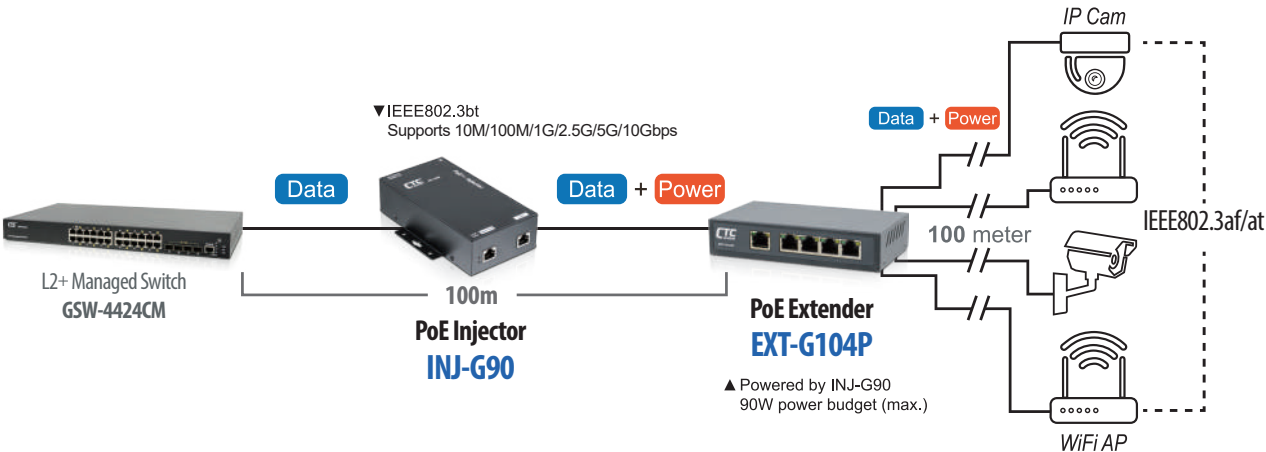 IP Cam
▼IEEE802.3bt
Supports 10M/100M/1G/2.5G/5G/10Gbps
Data + Power
Data
Data + Power
CTC
CTC
100 meter
IEEE802.3af/at
L2+ Managed Switch
GSW-4424CM
100m
PoE Injector
INJ-G90
PoE Extender
EXT-G104P
▲ Powered by INJ-G90
90W power budget (max.)
WiFi AP